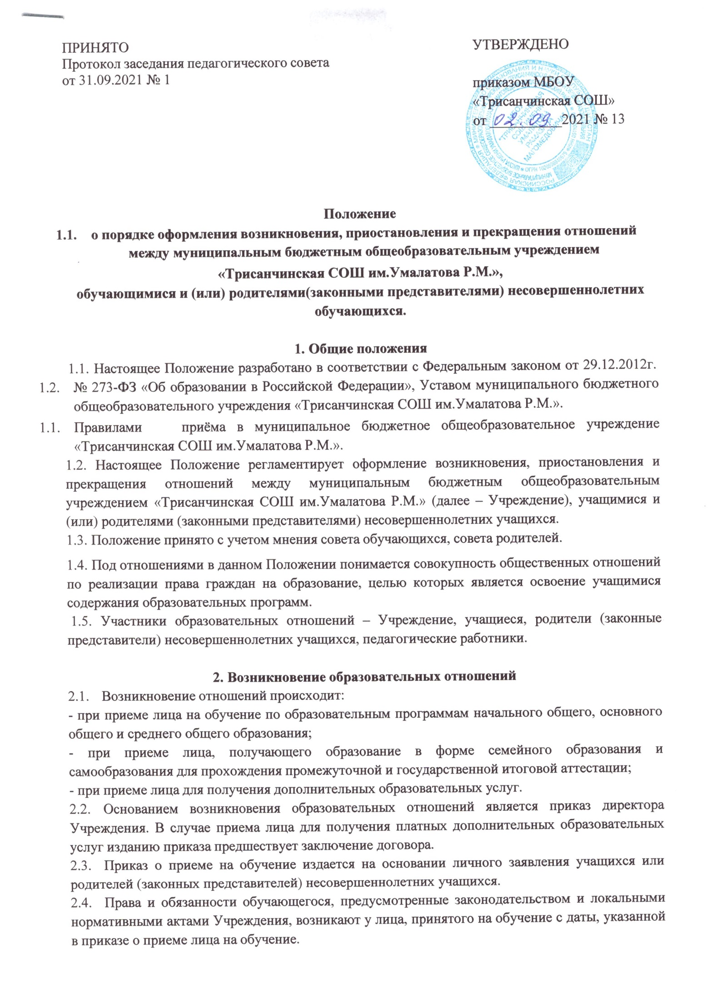 ПРИНЯТО
Протокол заседания педагогического совета
от 31.09.2021 № 1
УТВЕРЖДЕНО
приказом МБОУ
«Трисанчинская СОШ»
от 02.09. 2021 № 13
МБОУ
"ТРИСАНЧИНСКАЯ
СОШ ИМЕНИ
УМАЛАТОВА
РАМАЗАНА
МАГОМЕДОВИЧА"
Положение
1.1. о порядке оформления возникновения, приостановления и прекращения отношений
между муниципальным бюджетным общеобразовательным учреждением
«Трисанчинская СОШ им.Умалатова Р.М.»,
обучающимися и (или) родителями(законными представителями) несовершеннолетних
обучающихся.
1. Общие положения
1.1. Настоящее Положение разработано в соответствии с Федеральным законом от 29.12.2012г.
1.2. № 273-ФЗ «Об образовании в Российской Федерации», Уставом муниципального бюджетного
общеобразовательного учреждения «Трисанчинская СОШ им.Умалатова Р.М.».
1.1. Правилами приёма в муниципальное бюджетное общеобразовательное учреждение
«Трисанчинская СОШ им.Умалатова Р.М.».
1.2. Настоящее Положение регламентирует оформление возникновения, приостановления и
прекращения отношений между муниципальным бюджетным общеобразовательным
учреждением «Трисанчинская СОШ им.Умалатова Р.М.» (далее – Учреждение), учащимися и
(или) родителями (законными представителями) несовершеннолетних учащихся.
1.3. Положение принято с учетом мнения совета обучающихся, совета родителей.
1.4. Под отношениями в данном Положении понимается совокупность общественных отношений
по реализации права граждан на образование, целью которых является освоение учащимися
содержания образовательных программ.
1.5. Участники образовательных отношений – Учреждение, учащиеся, родители (законные
представители) несовершеннолетних учащихся, педагогические работники.
2. Возникновение образовательных отношений
2.1. Возникновение отношений происходит:
- при приеме лица на обучение по образовательным программам начального общего, основного
общего и среднего общего образования;
- при приеме лица, получающего образование в форме семейного образования и
самообразования для прохождения промежуточной и государственной итоговой аттестации;
- при приеме лица для получения дополнительных образовательных услуг.
2.2. Основанием возникновения образовательных отношений является приказ директора
Учреждения. В случае приема лица для получения платных дополнительных образовательных
услуг изданию приказа предшествует заключение договора.
2.3. Приказ о приеме на обучение издается на основании личного заявления учащихся или
родителей (законных представителей) несовершеннолетних учащихся.
2.4. Права и обязанности обучающегося, предусмотренные законодательством и локальными
нормативными актами Учреждения, возникают у лица, принятого на обучение с даты, указанной
в приказе о приеме лица на обучение.